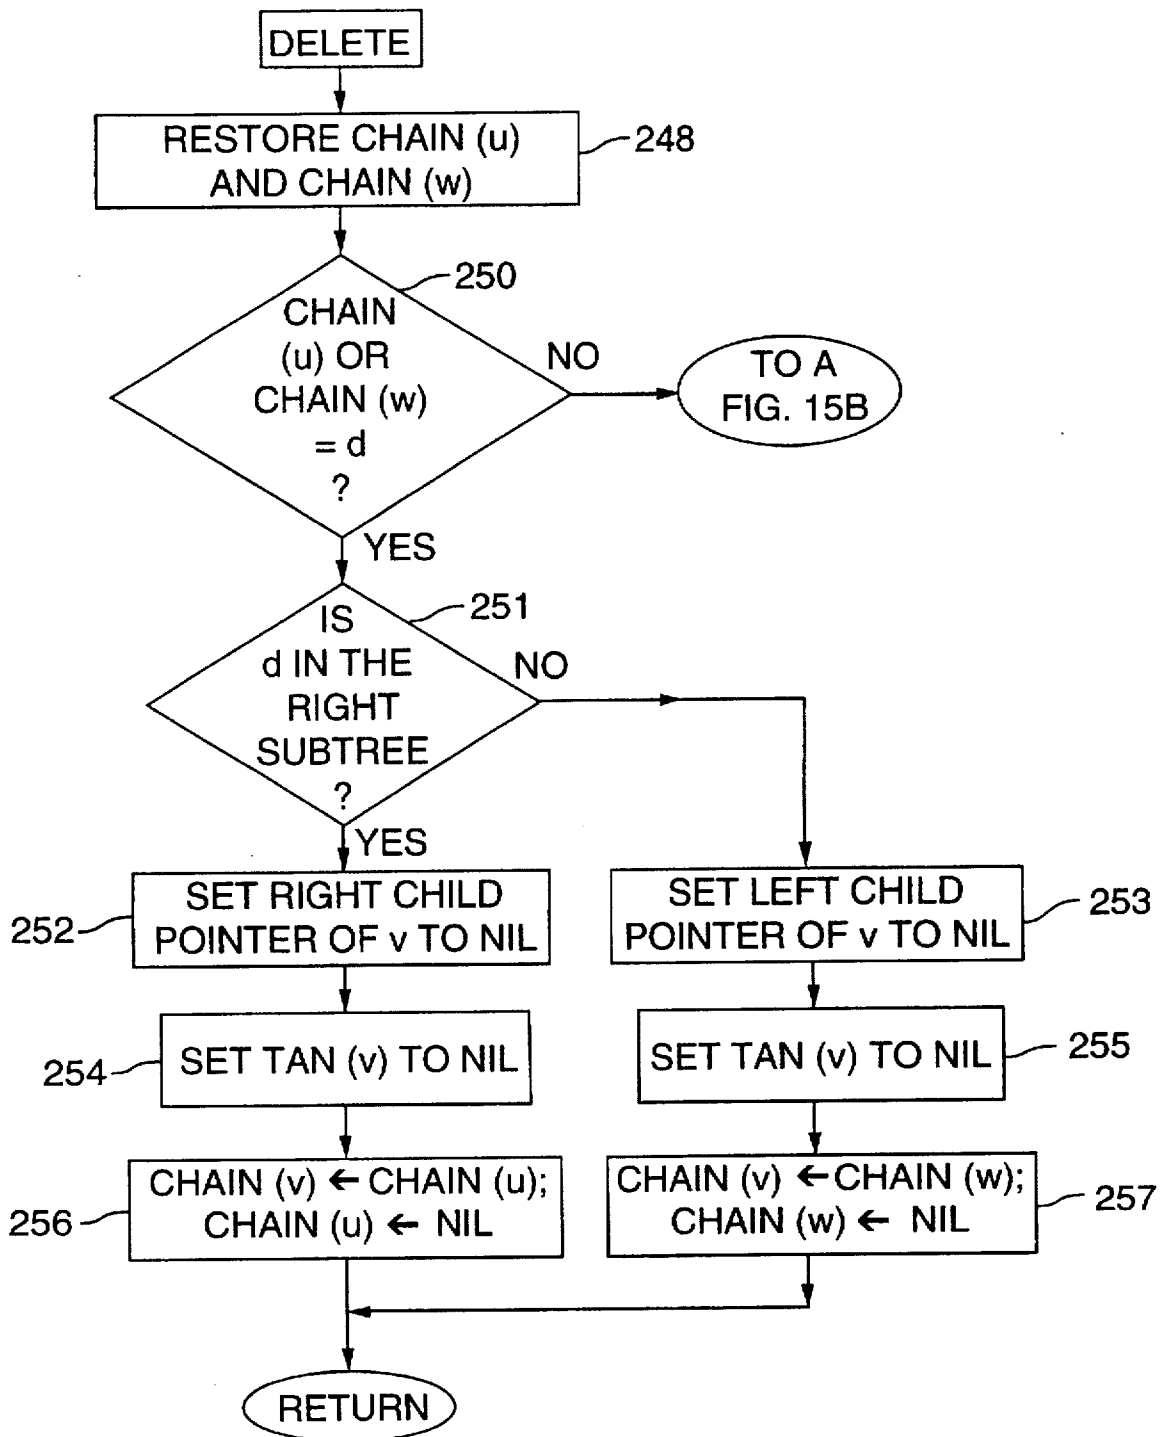 DELETE
RESTORE CHAIN (u)
AND CHAIN (w)
248
250
CHAIN
(u) OR
CHAIN (w)
= d
?
NO
TO A
FIG. 15B
YES
251
IS
d IN THE
RIGHT
SUBTREE
?
NO
YES
252
SET RIGHT CHILD
POINTER OF v TO NIL
SET LEFT CHILD
POINTER OF v TO NIL
253
254
SET TAN (v) TO NIL
SET TAN (v) TO NIL
255
256
CHAIN (v) ← CHAIN (u);
CHAIN (u) ← NIL
CHAIN (v) ← CHAIN (w);
CHAIN (w) ← NIL
257
RETURN